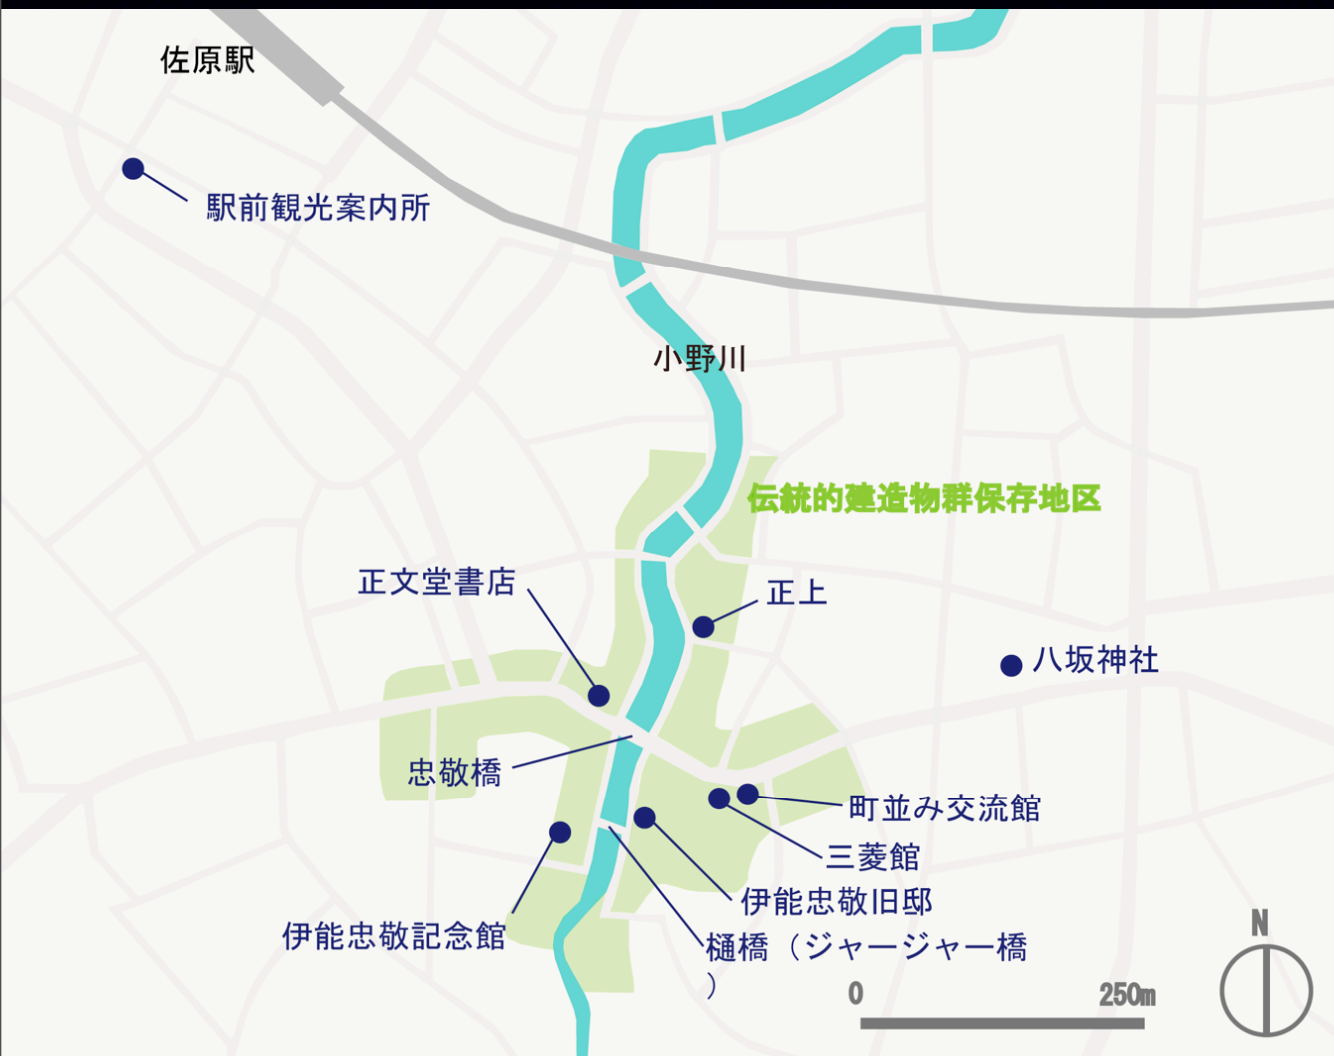 佐原駅
駅前観光案内所
小野川
伝統的建造物群保存地区
正文堂書店
正上
八坂神社
忠敬橋
町並み交流館
三菱館
伊能忠敬旧邸
伊能忠敬記念館
樋橋（ジャージャー橋
）
N
0
250m